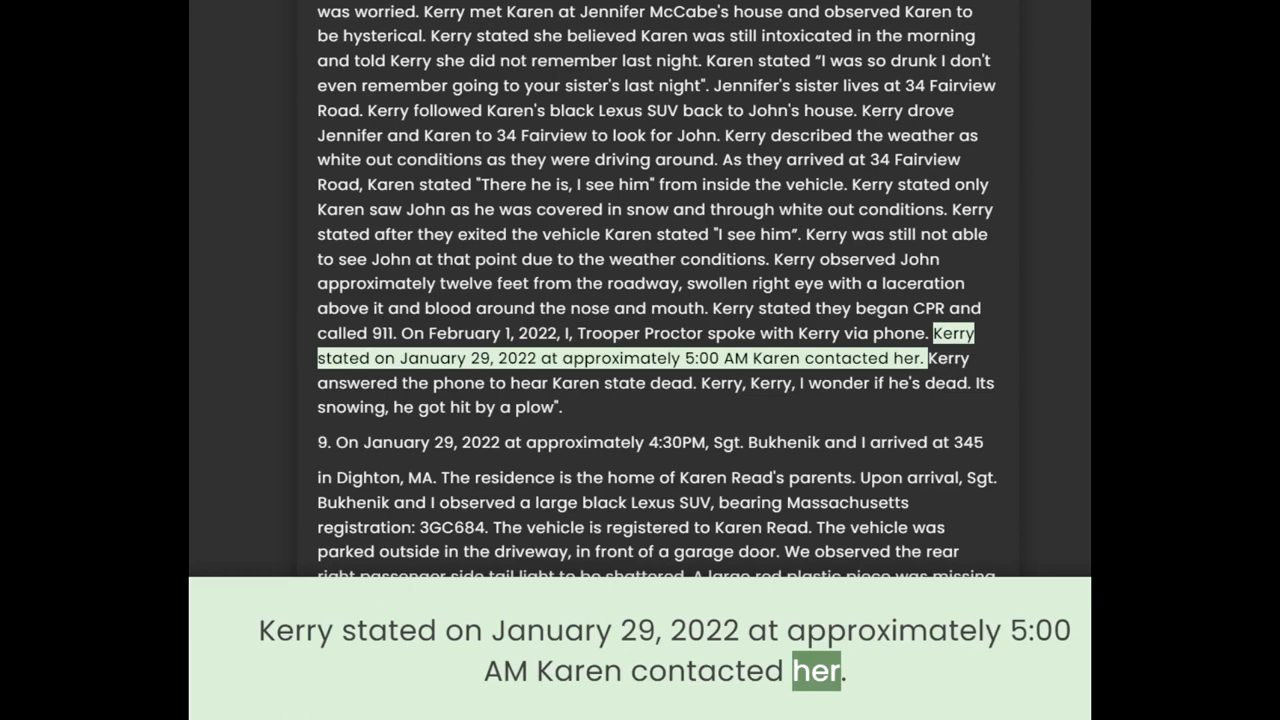 was worried. Kerry met Karen at Jennifer McCabe's house and observed Karen to
be hysterical. Kerry stated she believed Karen was still intoxicated in the morning
and told Kerry she did not remember last night. Karen stated “I was so drunk I don't
even remember going to your sister's last night". Jennifer's sister lives at 34 Fairview
Road. Kerry followed Karen's black Lexus SUV back to John's house. Kerry drove
Jennifer and Karen to 34 Fairview to look for John. Kerry described the weather as
white out conditions as they were driving around. As they arrived at 34 Fairview
Road, Karen stated "There he is, I see him" from inside the vehicle. Kerry stated only
Karen saw John as he was covered in snow and through white out conditions. Kerry
stated after they exited the vehicle Karen stated "I see him”. Kerry was still not able
to see John at that point due to the weather conditions. Kerry observed John
approximately twelve feet from the roadway, swollen right eye with a laceration
above it and blood around the nose and mouth. Kerry stated they began CPR and
called 911. On February 1, 2022, I, Trooper Proctor spoke with Kerry via phone. Kerry
stated on January 29, 2022 at approximately 5:00 AM Karen contacted her. Kerry
answered the phone to hear Karen state dead. Kerry, Kerry, I wonder if he's dead. Its
snowing, he got hit by a plow".
9. On January 29, 2022 at approximately 4:30PM, Sgt. Bukhenik and I arrived at 345
in Dighton, MA. The residence is the home of Karen Read's parents. Upon arrival, Sgt.
Bukhenik and I observed a large black Lexus SUV, bearing Massachusetts
registration: 3GC684. The vehicle is registered to Karen Read. The vehicle was
parked outside in the driveway, in front of a garage door. We observed the rear
right passenger side tail light to be shattered. A large red plastic piece was missing
Kerry stated on January 29, 2022 at approximately 5:00
AM Karen contacted her.